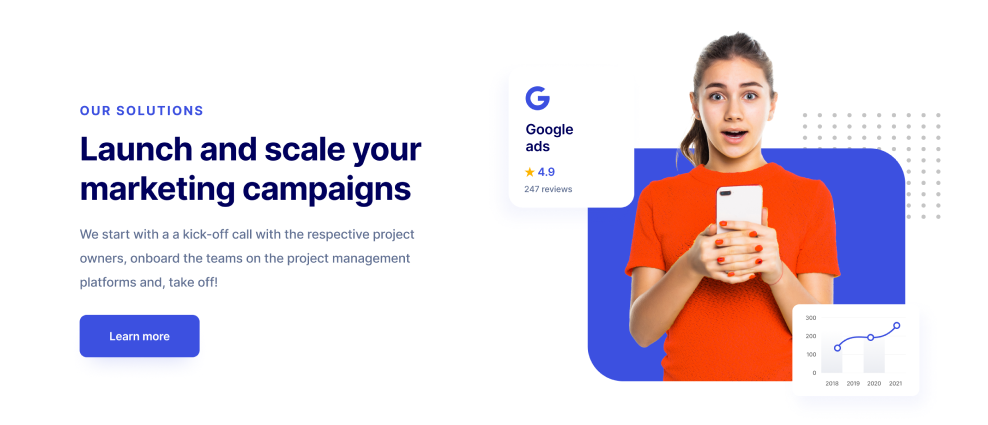 OUR SOLUTIONS
Launch and scale your
marketing campaigns
We start with a a kick-off call with the respective project
owners, onboard the teams on the project management
platforms and, take off!
Learn more
G
Google
ads
4.9
247 reviews
300
200
100
0
2018 2019 2020 2021